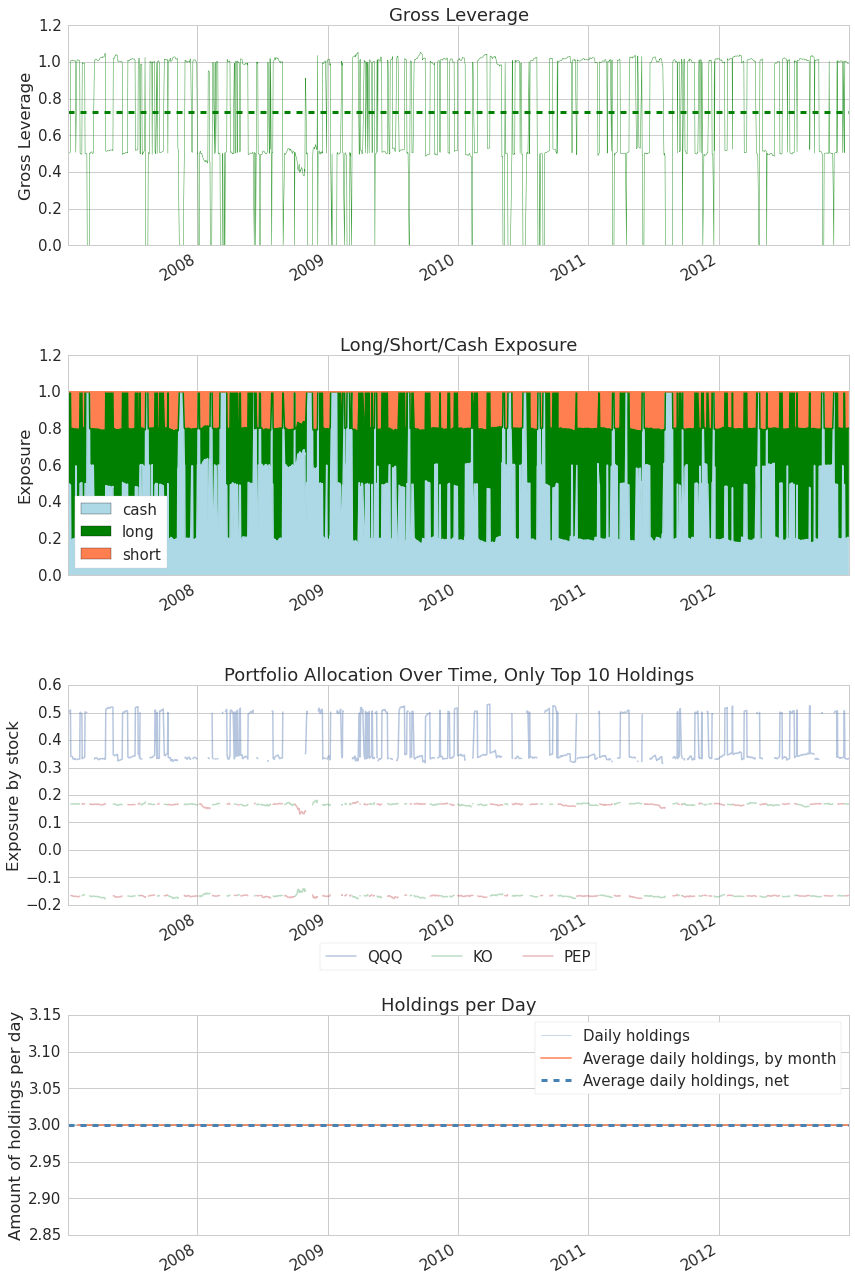 Gross Leverage
Gross Leverage
1.2
1.0
0.8
0.6
0.4
0.2
0.0
2008 2009 2010 2011 2012
Long/Short/Cash Exposure
Exposure
1.2
1.0
0.8
0.6
0.4
0.2
0.0
cash
long
short
2008 2009 2010 2011 2012
Portfolio Allocation Over Time, Only Top 10 Holdings
Exposure by stock
0.6
0.5
0.4
0.3
0.2
0.1
0.0
−0.1
−0.2
2008 2009 2010 2011 2012
QQQ KO PEP
Holdings per Day
Amount of holdings per day
3.15
3.10
3.05
3.00
2.95
2.90
2.85
Daily holdings
Average daily holdings, by month
Average daily holdings, net
2008 2009 2010 2011 2012